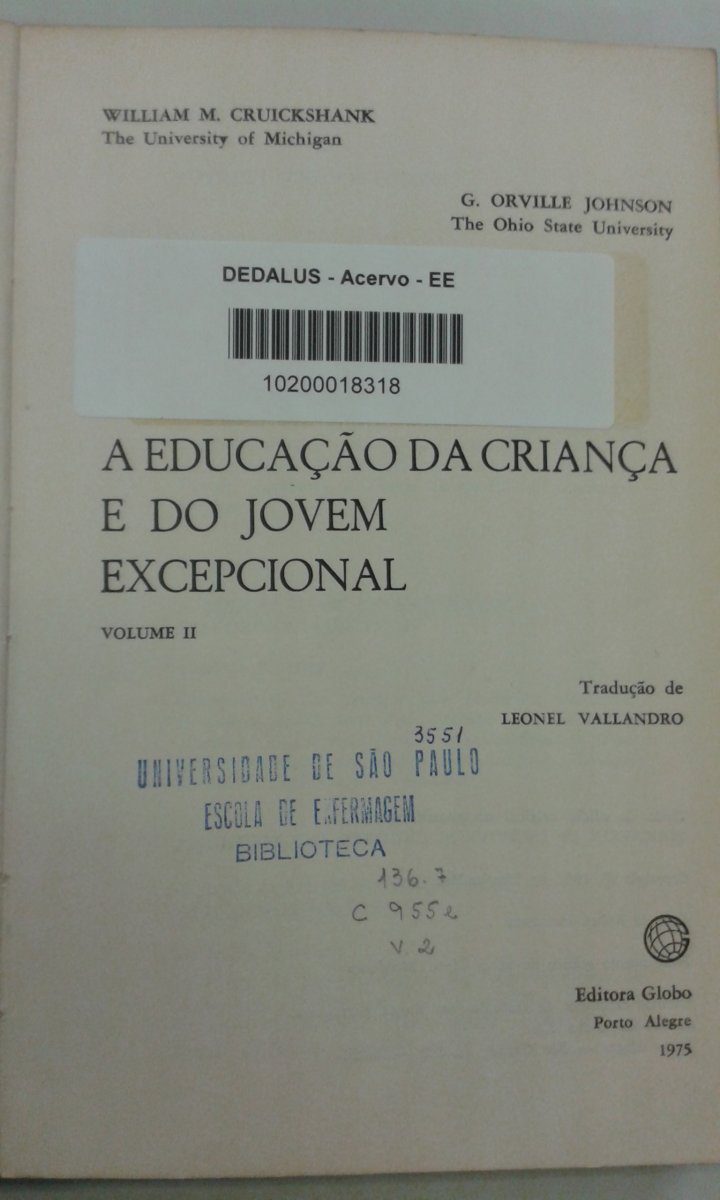 WILLIAM M. CRUICKSHANK
The University of Michigan
G. ORVILLE JOHNSON
The Ohio State University
DEDALUS - Acervo - EE
10200018318
A EDUCAÇÃO DA CRIANÇA
E DO JOVEM
EXCEPCIONAL
VOLUME II
Tradução de
LEONEL VALLANDRO
3551
UNIVERSIDADE DE SÃO PAULO
ESCOLA DE ENFERMAGEM
BIBLIOTECA
136.7
C 955e
v. 2
Editora Globo
Porto Alegre
1975